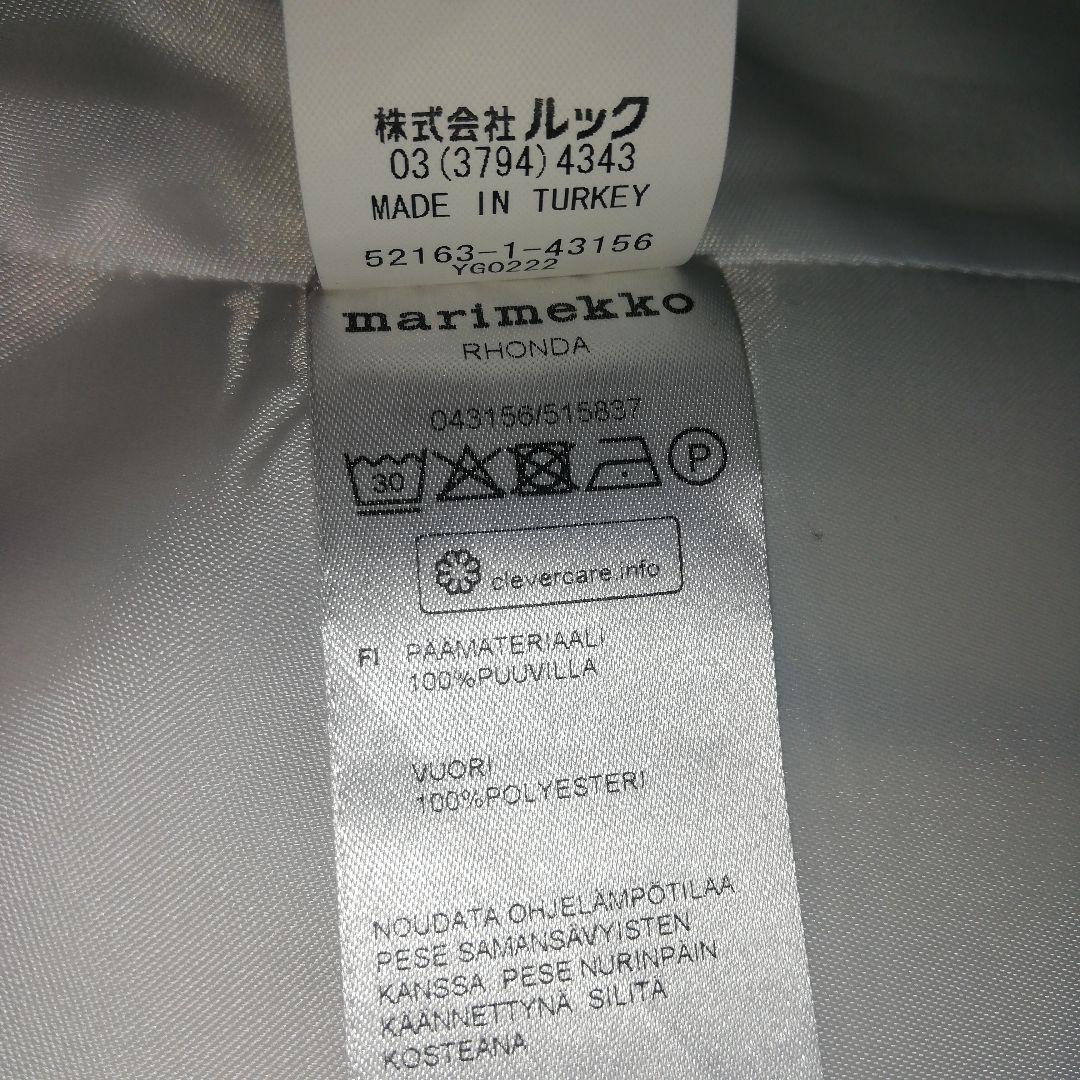 株式会社ルック
03(3794)4343
MADE IN TURKEY
52163-1-43156
YG0222
marimekko
RHONDA
043156/515837
30
P
clevercare.info
FI PÄÄMATERIAALI
100%PUUVILLA
VUORI
100%POLYESTERI
NOUDATA OHJELÄMPÖTILAA
PESE SAMANSÄVYISTEN
KANSSA. PESE NURINPÄIN
KÄÄNNETTYNÄ. SILITÄ
KOSTEANA